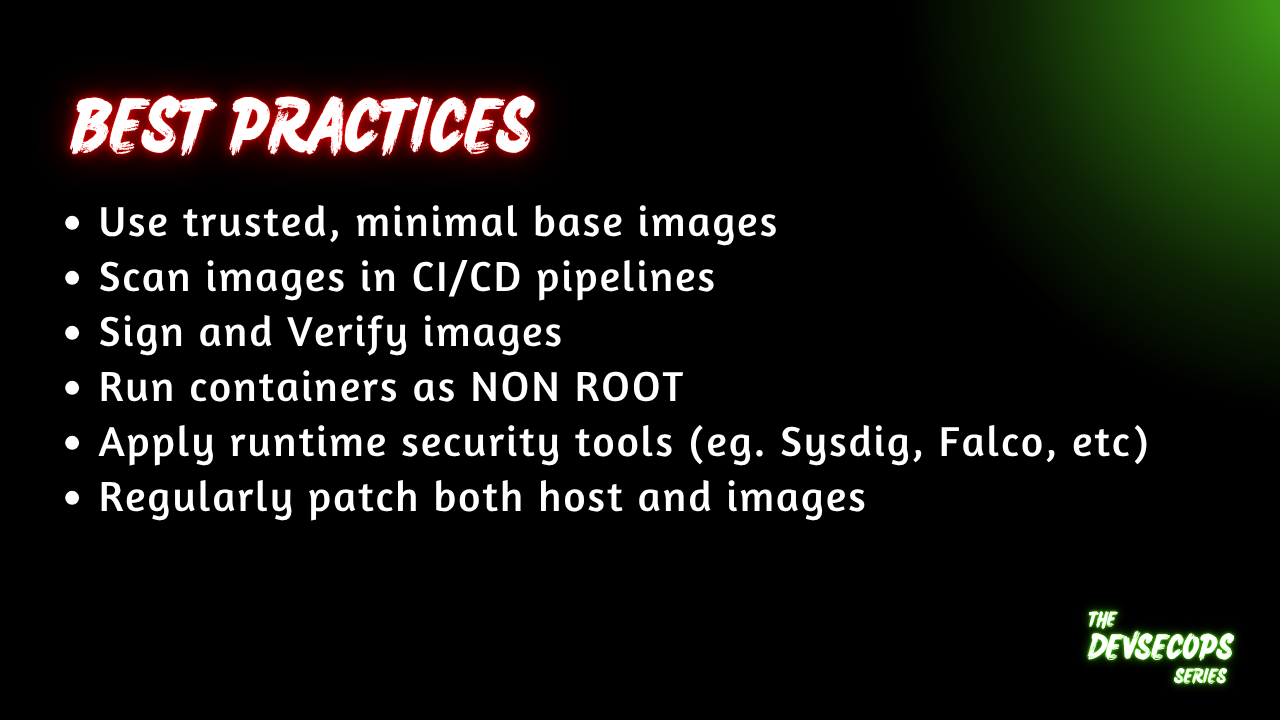 BEST PRACTICES
• Use trusted, minimal base images
• Scan images in CI/CD pipelines
• Sign and Verify images
• Run containers as NON ROOT
• Apply runtime security tools (eg. Sysdig, Falco, etc)
• Regularly patch both host and images
THE
DEVSECOPS
SERIES